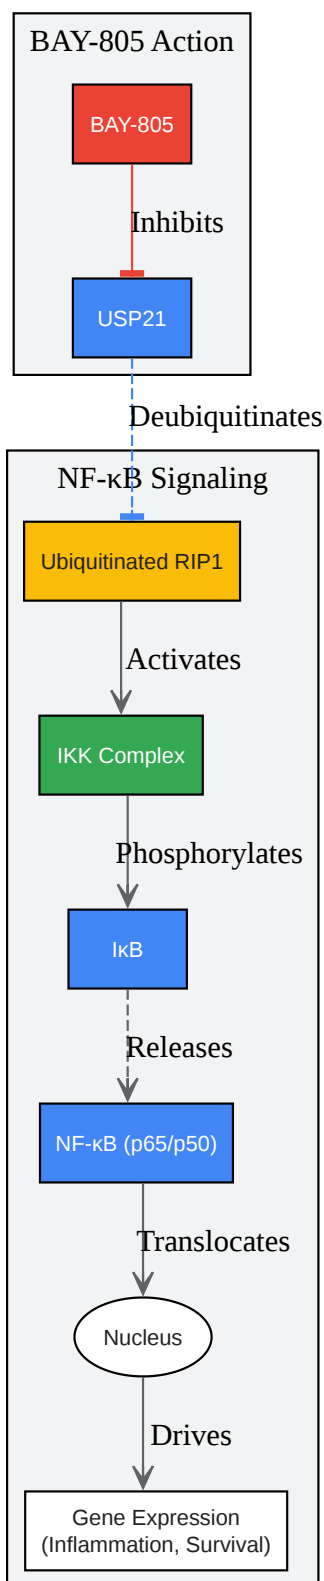 BAY-805 Action
BAY-805
Inhibits
USP21
Deubiquitinates
NF-κB Signaling
Ubiquitinated RIP1
Activates
IKK Complex
Phosphorylates
IκB
Releases
NF-κB (p65/p50)
Translocates
Nucleus
Drives
Gene Expression
(Inflammation, Survival)